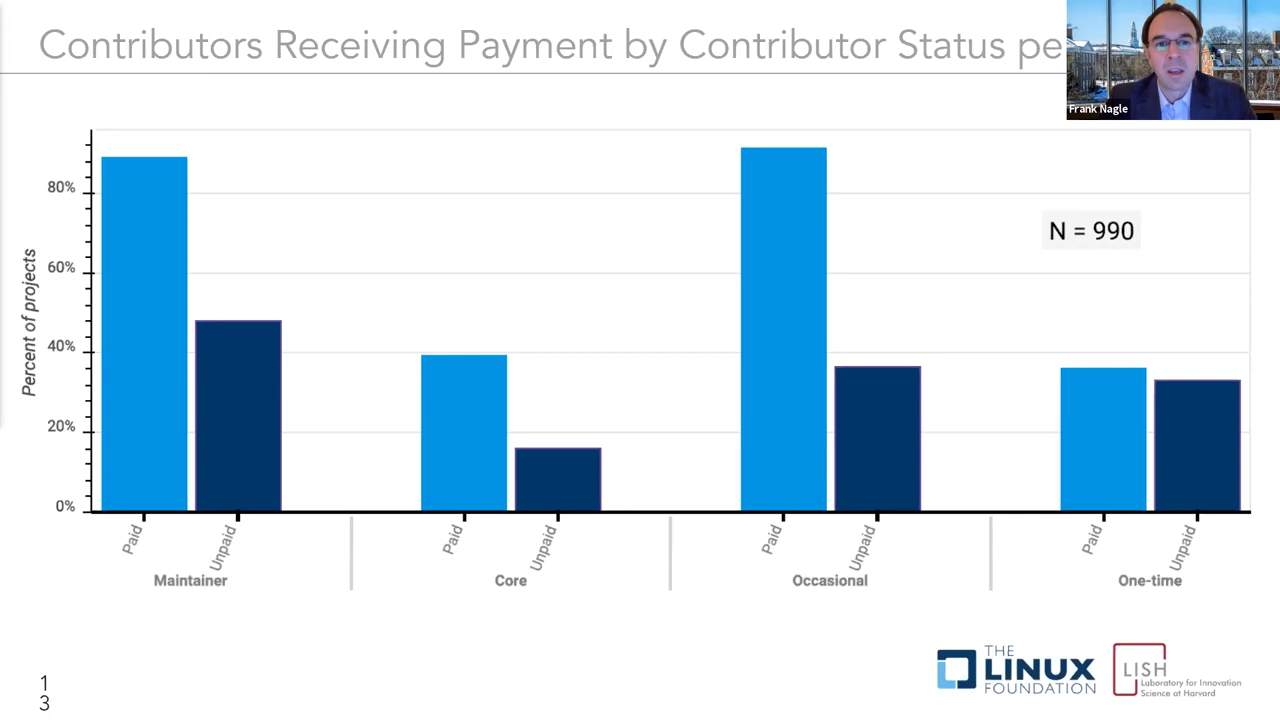 Contributors Receiving Payment by Contributor Status pe
Frank Nagle
Percent of projects
80%
60%
40%
20%
0%
N = 990
Paid
Unpaid
Paid
Unpaid
Paid
Unpaid
Paid
Unpaid
Maintainer
Core
Occasional
One-time
1
3
THE
LINUX
FOUNDATION
LISH
Laboratory for Innovation
Science at Harvard